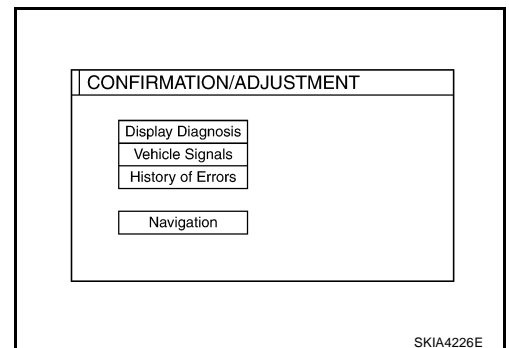 CONFIRMATION/ADJUSTMENT
Display Diagnosis
Vehicle Signals
History of Errors
Navigation
SKIA4226E